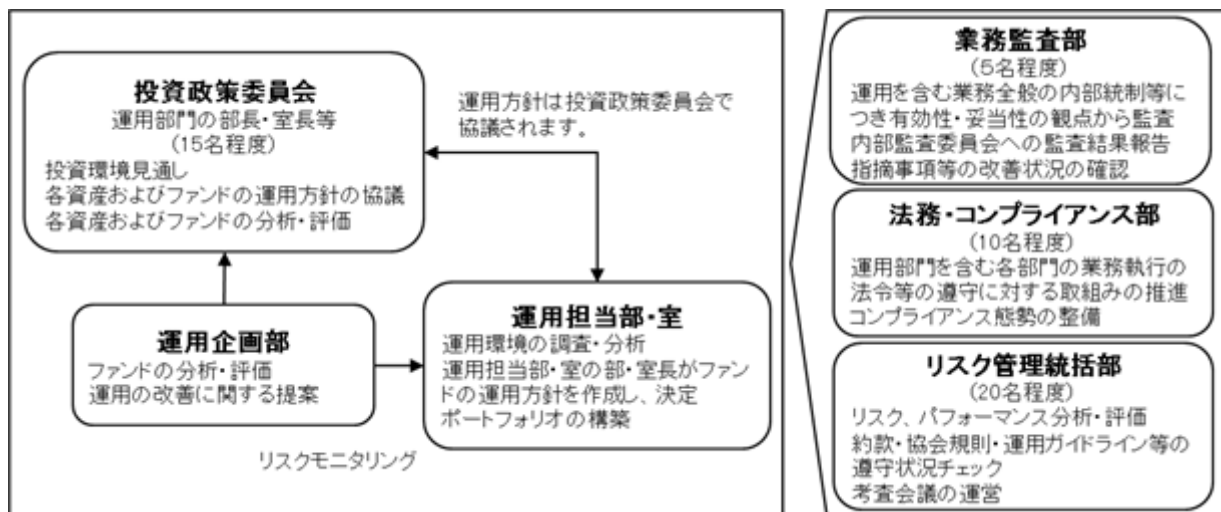 投資政策委員会
運用部門の部長・室長等
(15名程度)
投資環境見通し
各資産およびファンドの運用方針の協議
各資産およびファンドの分析・評価
運用方針は投資政策委員会で
協議されます。
運用企画部
ファンドの分析・評価
運用の改善に関する提案
運用担当部・室
運用環境の調査・分析
運用担当部・室の部・室長がファン
ドの運用方針を作成し、決定
ポートフォリオの構築
リスクモニタリング
業務監査部
(5名程度)
運用を含む業務全般の内部統制等に
つき有効性・妥当性の観点から監査
内部監査委員会への監査結果報告
指摘事項等の改善状況の確認
法務・コンプライアンス部
(10名程度)
運用部門を含む各部門の業務執行の
法令等の遵守に対する取組みの推進
コンプライアンス態勢の整備
リスク管理統括部
(20名程度)
リスク、パフォーマンス分析・評価
約款・協会規則・運用ガイドライン等の
遵守状況チェック
考査会議の運営